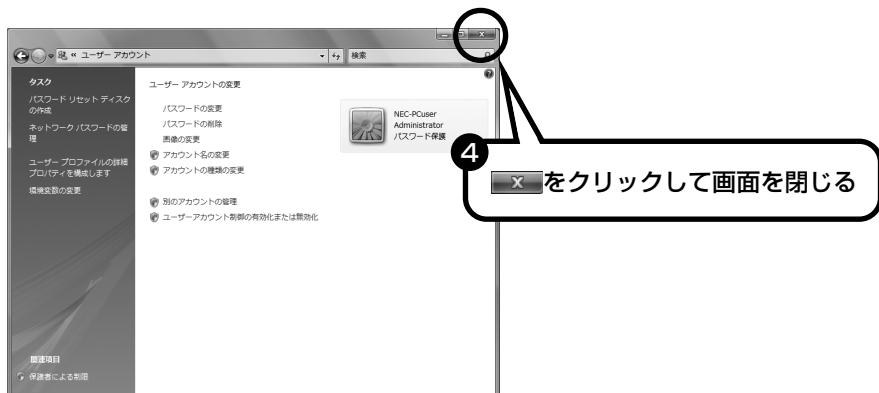 ユーザー アカウント
検索
タスク
パスワード リセット ディスク
の作成
ネットワーク パスワードの管
理
ユーザー プロファイルの詳細
プロパティを構成します
環境変数の変更
関連項目
保護者による制限
ユーザー アカウントの変更
パスワードの変更
パスワードの削除
画像の変更
アカウント名の変更
アカウントの種類の変更
別のアカウントの管理
ユーザーアカウント制御の有効化または無効化
NEC-PCuser
Administrator
パスワード保護
4
xをクリックして画面を閉じる